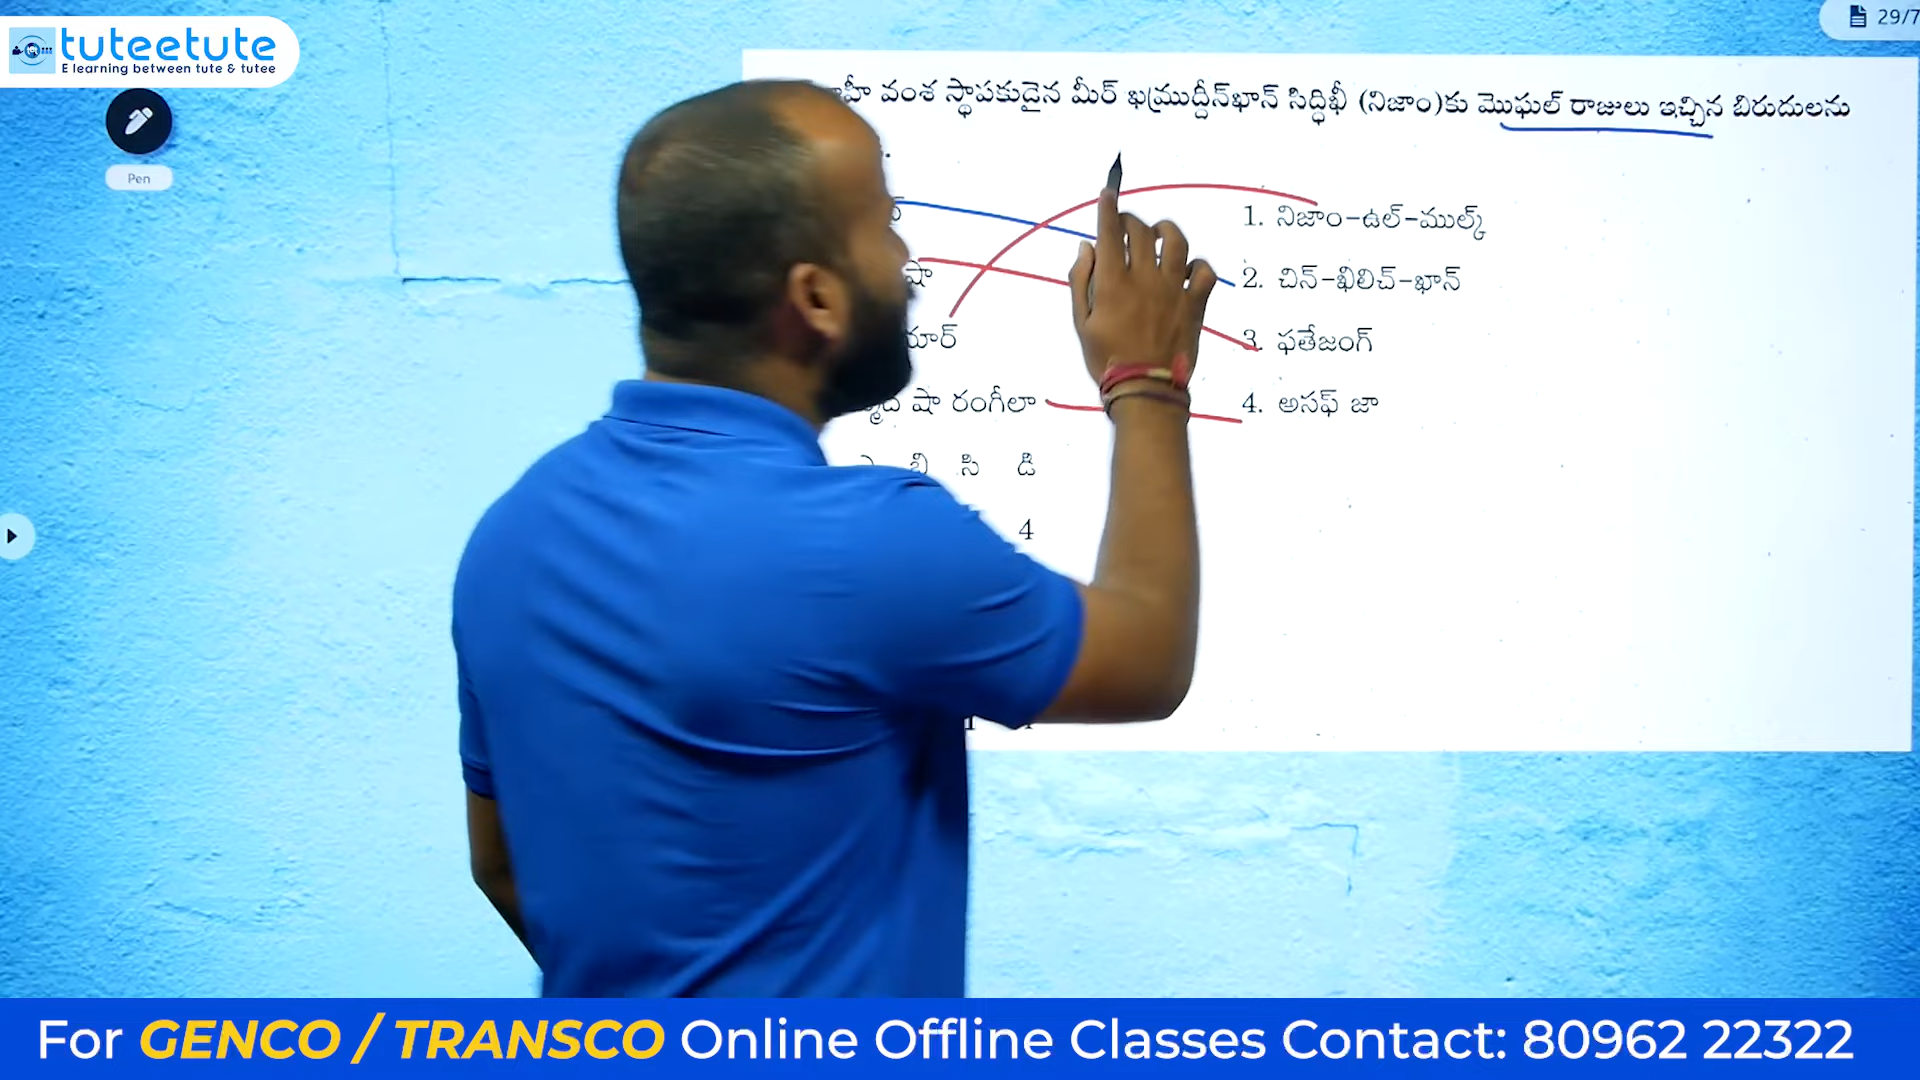 tuteetute
E learning between tute & tutee
29/7
Pen
వంశ స్థాపకుడైన మీర్ ఖమ్రుద్దీన్‌ఖాన్ సిద్ధిఖీ (నిజాం)కు మొఘల్ రాజులు ఇచ్చిన బిరుదులను
1. నిజాం-ఉల్-ముల్క్
2. చిన్-ఖిలిచ్-ఖాన్
షా
3. ఫతేజంగ్
షా రంగీలా
4. అసఫ్ జా
బి సి డి
4
For GENCO / TRANSCO Online Offline Classes Contact: 80962 22322